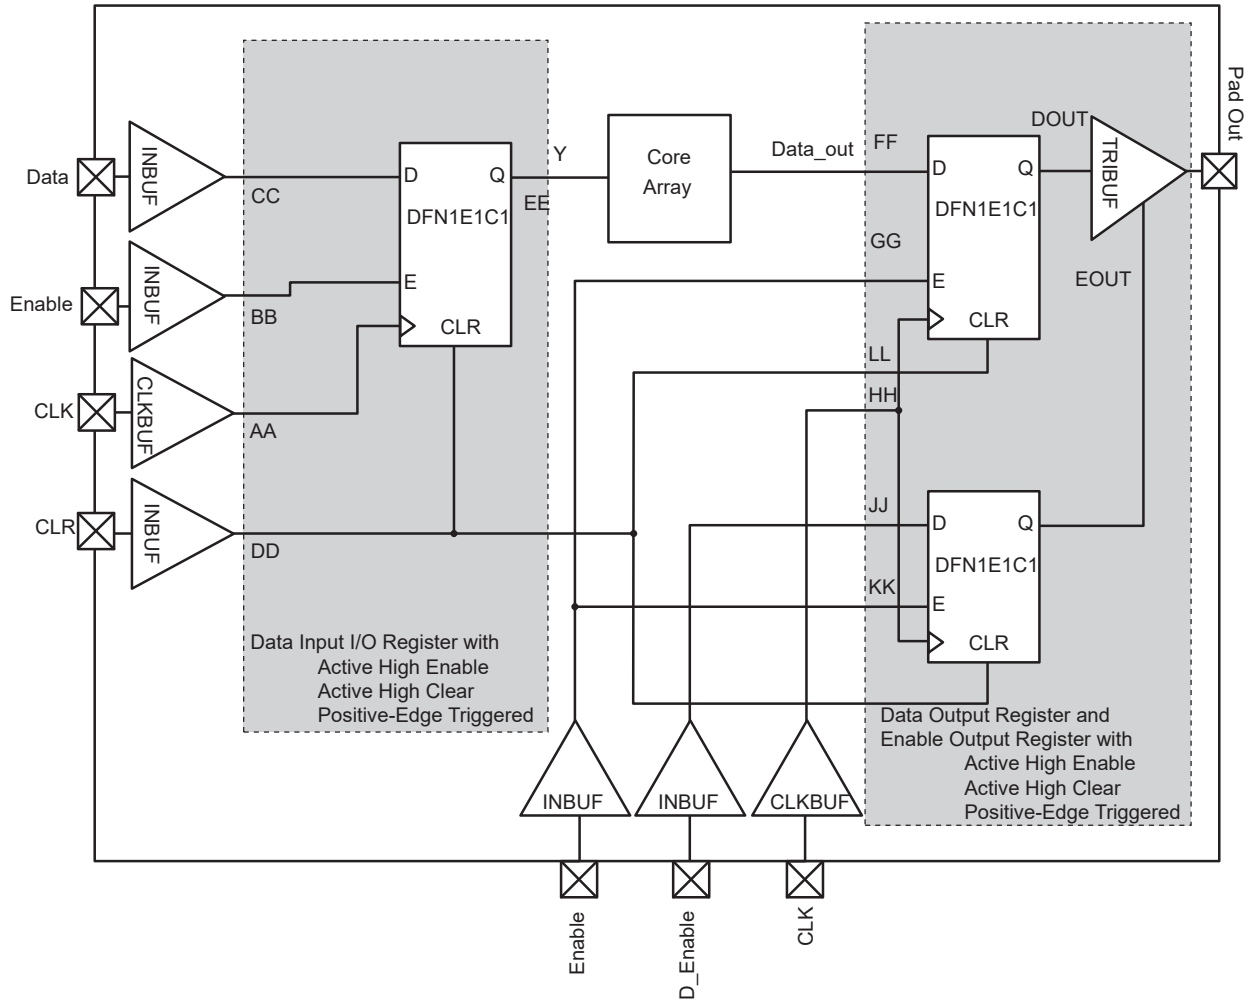 Pad Out
DOUT
Y
Data_out
FF
INBUF
Core
Array
TRIBUF
D
Q
D
Q
Data
CC
EE
DFN1E1C1
DFN1E1C1
GG
INBUF
E
E
EOUT
Enable
BB
CLR
CLR
LL
HH
CLKBUF
CLK
AA
JJ
INBUF
CLR
D
Q
DD
DFN1E1C1
KK
E
CLR
Data Input I/O Register with
Active High Enable
Active High Clear
Positive-Edge Triggered
Data Output Register and
Enable Output Register with
Active High Enable
Active High Clear
Positive-Edge Triggered
INBUF
INBUF
CLKBUF
Enable
D_Enable
CLK